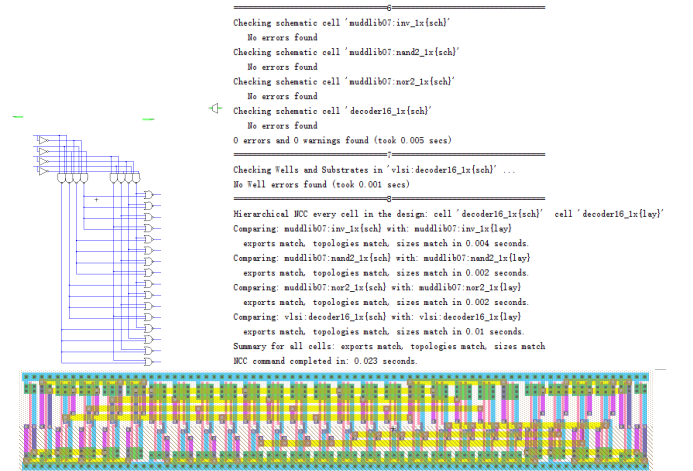 6
Checking schematic cell 'muddlib07:inv_1x{sch}'
No errors found
Checking schematic cell 'muddlib07:nand2_1x{sch}'
No errors found
Checking schematic cell 'muddlib07:nor2_1x{sch}'
No errors found
Checking schematic cell 'decoder16_1x{sch}'
No errors found
0 errors and 0 warnings found (took 0.005 secs)
7
Checking Wells and Substrates in 'vlsi:decoder16_1x{sch}' ...
No Well errors found (took 0.001 secs)
8
Hierarchical NCC every cell in the design: cell 'decoder16_1x{sch}' cell 'decoder16_1x{lay}'
Comparing: muddlib07:inv_1x{sch} with: muddlib07:inv_1x{lay}
exports match, topologies match, sizes match in 0.004 seconds.
Comparing: muddlib07:nand2_1x{sch} with: muddlib07:nand2_1x{lay}
exports match, topologies match, sizes match in 0.002 seconds.
Comparing: muddlib07:nor2_1x{sch} with: muddlib07:nor2_1x{lay}
exports match, topologies match, sizes match in 0.002 seconds.
Comparing: vlsi:decoder16_1x{sch} with: vlsi:decoder16_1x{lay}
exports match, topologies match, sizes match in 0.01 seconds.
Summary for all cells: exports match, topologies match, sizes match
NCC command completed in: 0.023 seconds.